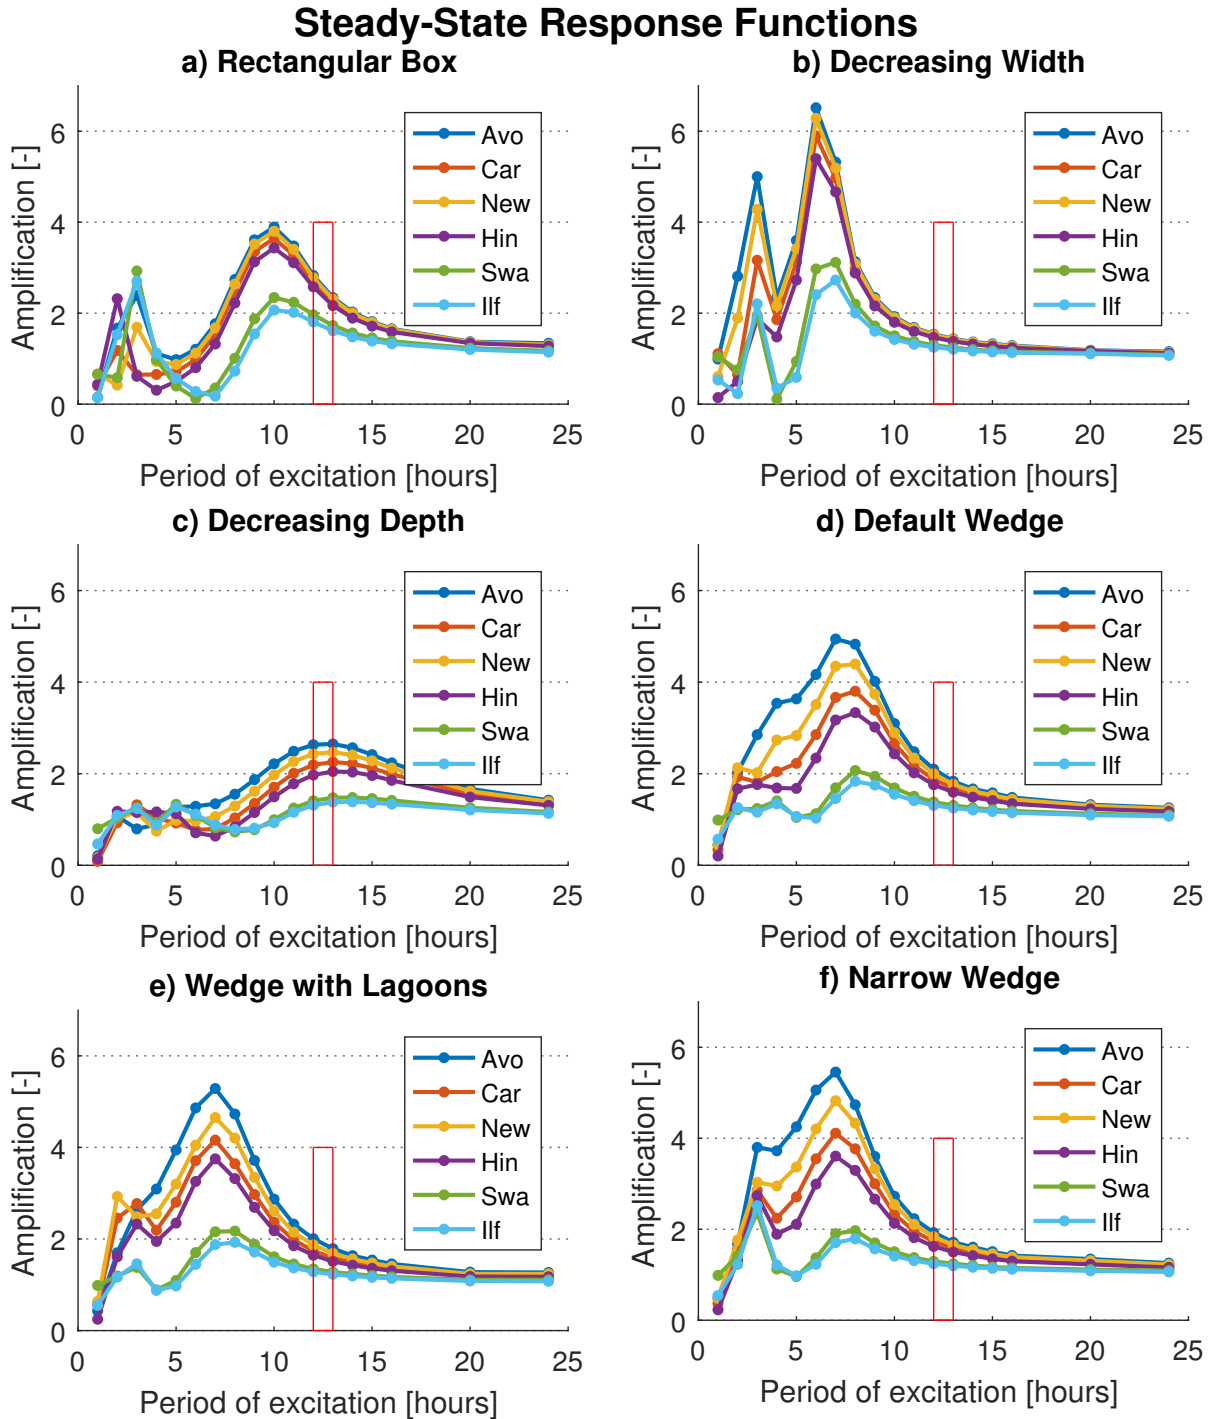 Steady-State Response Functions
a) Rectangular Box
Amplification [-]
6
4
2
0
0 5 10 15 20 25
Period of excitation [hours]
Avo
Car
New
Hin
Swa
Ilf
b) Decreasing Width
Amplification [-]
6
4
2
0
0 5 10 15 20 25
Period of excitation [hours]
Avo
Car
New
Hin
Swa
Ilf
c) Decreasing Depth
Amplification [-]
6
4
2
0
0 5 10 15 20 25
Period of excitation [hours]
Avo
Car
New
Hin
Swa
Ilf
d) Default Wedge
Amplification [-]
6
4
2
0
0 5 10 15 20 25
Period of excitation [hours]
Avo
Car
New
Hin
Swa
Ilf
e) Wedge with Lagoons
Amplification [-]
6
4
2
0
0 5 10 15 20 25
Period of excitation [hours]
Avo
Car
New
Hin
Swa
Ilf
f) Narrow Wedge
Amplification [-]
6
4
2
0
0 5 10 15 20 25
Period of excitation [hours]
Avo
Car
New
Hin
Swa
Ilf